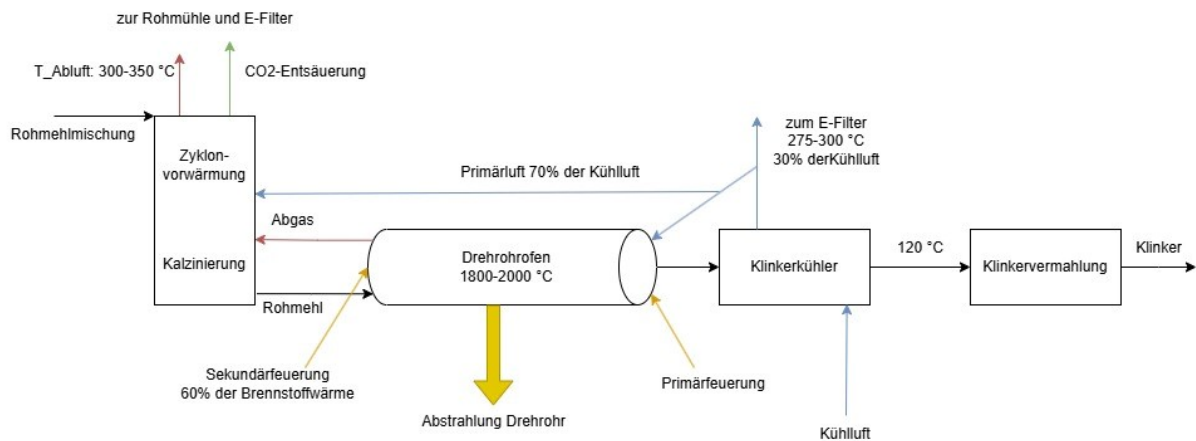 zur Rohmühle und E-Filter
T_Abluft: 300-350 °C
CO2-Entsäuerung
Rohmehlmischung
Zyklon-
vorwärmung
Primärluft 70% der Kühlluft
zum E-Filter
275-300 °C
30% derKühlluft
Abgas
Kalzinierung
Drehrohrofen
1800-2000 °C
Klinkerkühler
120 °C
Klinkervermahlung
Klinker
Rohmehl
Sekundärfeuerung
60% der Brennstoffwärme
Primärfeuerung
Abstrahlung Drehrohr
Kühlluft